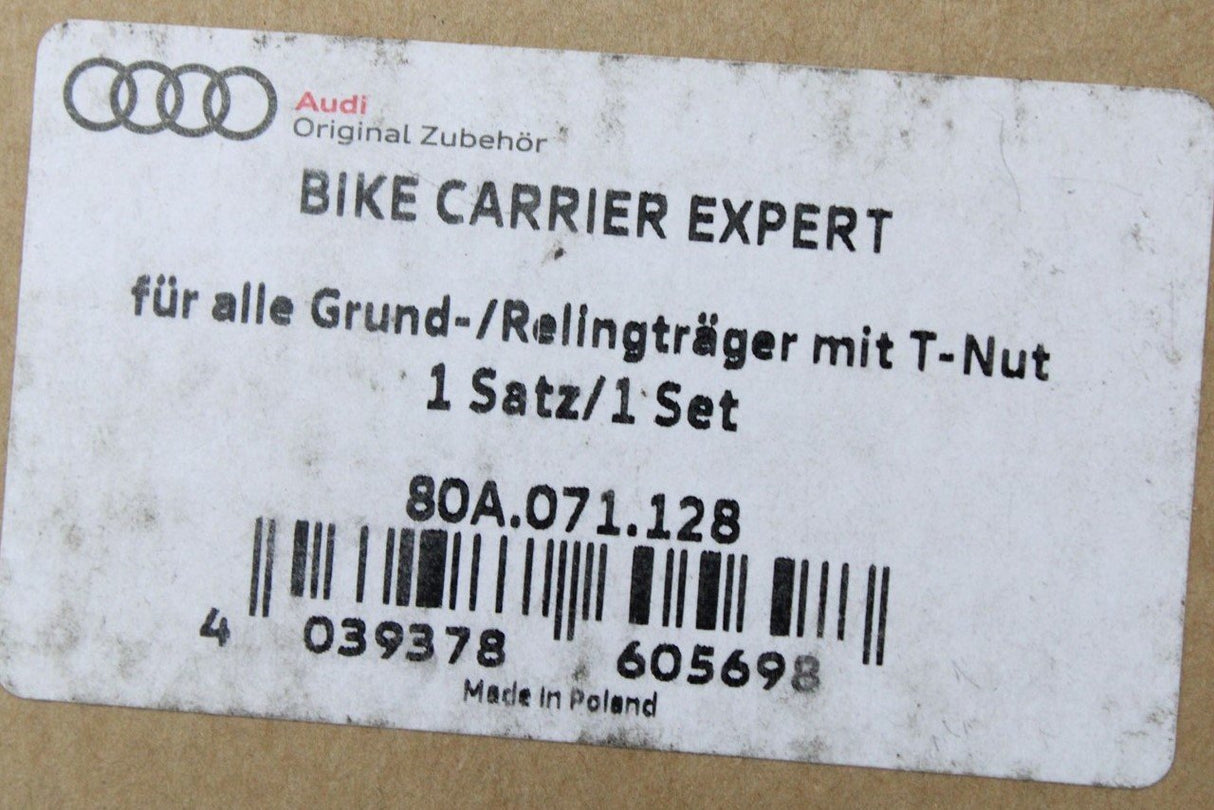 Audi
Original Zubehör
BIKE CARRIER EXPERT
für alle Grund-/Relingträger mit T-Nut
1 Satz/1 Set
80A.071.128
4 039378 605698
Made in Poland